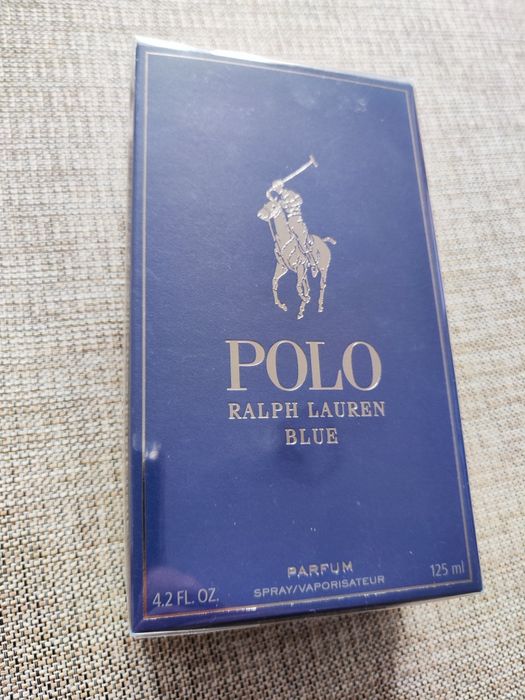 POLO
RALPH LAUREN
BLUE
PARFUM
SPRAY/VAPORISATEUR
4.2 FL. OZ.
125 ml